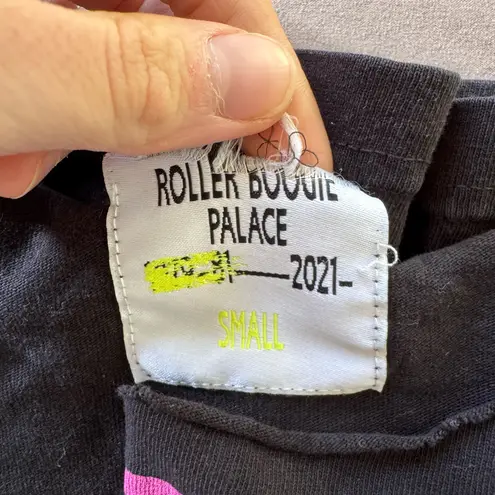 ROLLER BOOGIE
PALACE
2021-
SMALL